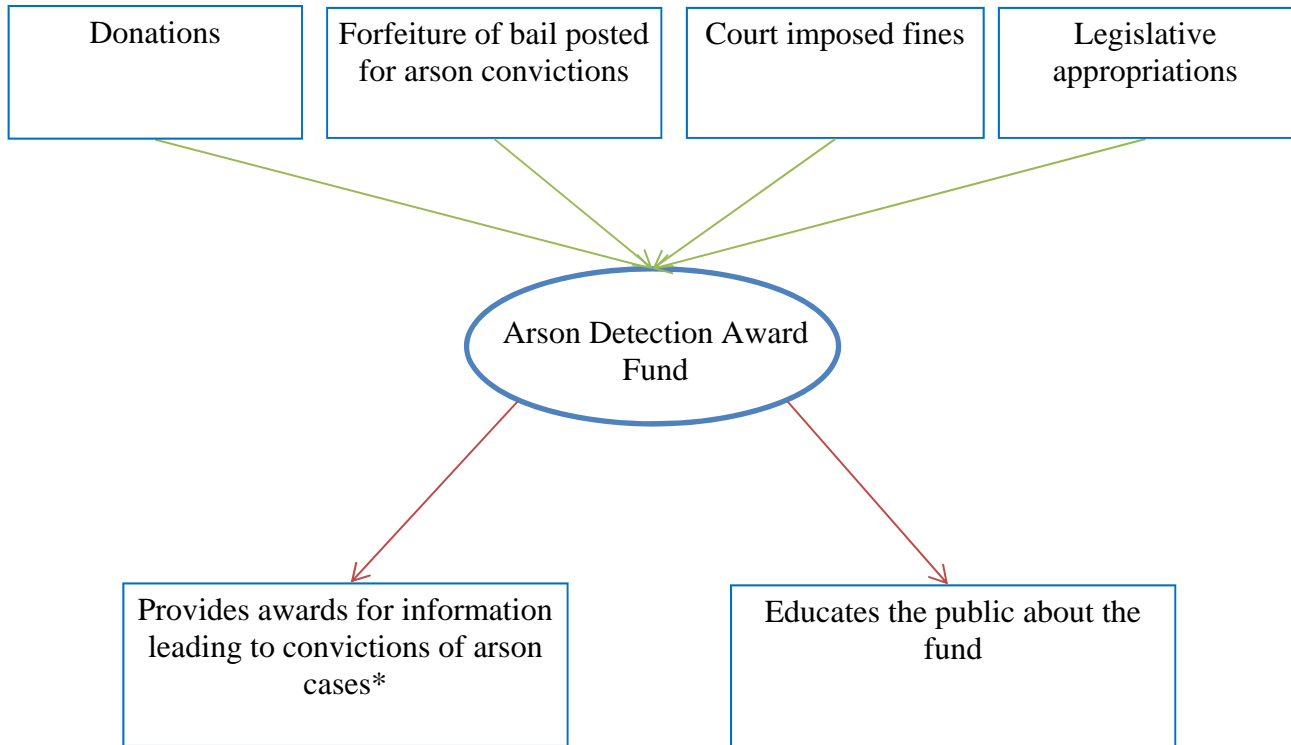 Donations
Forfeiture of bail posted
for arson convictions
Court imposed fines
Legislative
appropriations
Arson Detection Award
Fund
Provides awards for information
leading to convictions of arson
cases*
Educates the public about the
fund